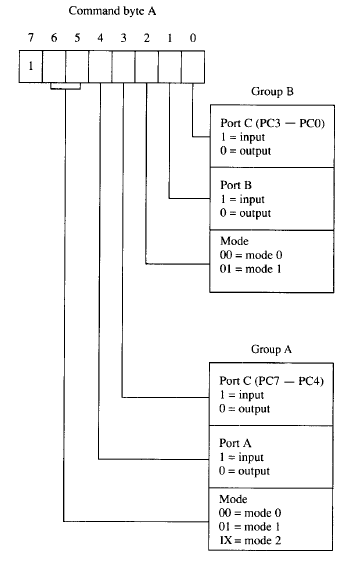 Command byte A
7 6 5 4 3 2 1 0
1
Group B
Port C (PC3 — PC0)
1 = input
0 = output
Port B
1 = input
0 = output
Mode
00 = mode 0
01 = mode 1
Group A
Port C (PC7 — PC4)
1 = input
0 = output
Port A
1 = input
0 = output
Mode
00 = mode 0
01 = mode 1
1X = mode 2